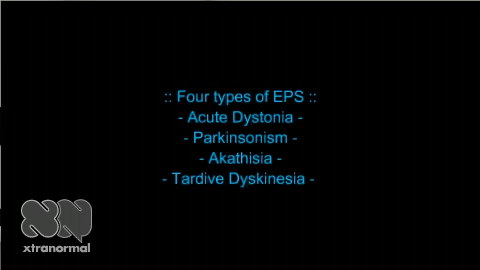 :: Four types of EPS ::
- Acute Dystonia -
- Parkinsonism -
- Akathisia -
- Tardive Dyskinesia -
xtranormal